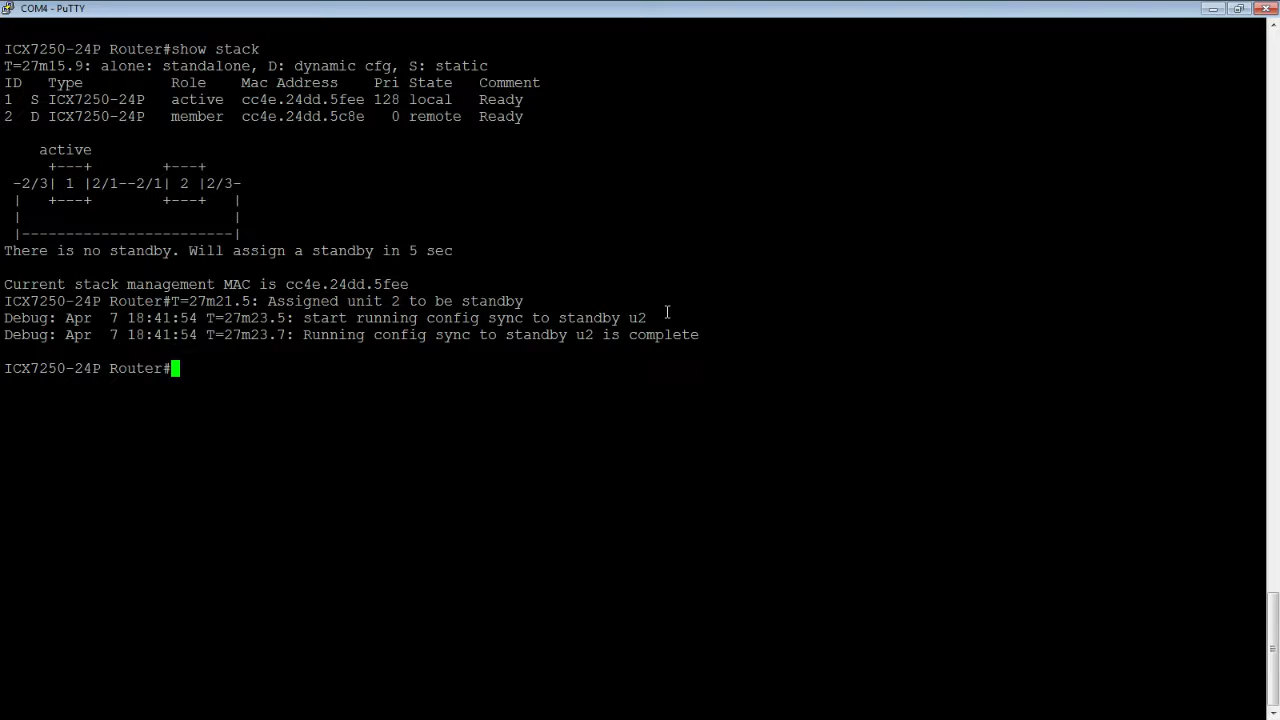 COM4 - PuTTY
ICX7250-24P Router#show stack
T=27m15.9: alone: standalone, D: dynamic cfg, S: static
ID   Type          Role      Mac Address    Pri State   Comment
1  S ICX7250-24P   active    cc4e.24dd.5fee 128 local   Ready
2  D ICX7250-24P   member    cc4e.24dd.5c8e   0 remote  Ready
    active
     +---+          +---+
 -2/3| 1 |2/1--2/1| 2 |2/3-
 |   +---+          +---+   |
 |                          |
 |------------------------|
There is no standby. Will assign a standby in 5 sec
Current stack management MAC is cc4e.24dd.5fee
ICX7250-24P Router#T=27m21.5: Assigned unit 2 to be standby
Debug: Apr  7 18:41:54 T=27m23.5: start running config sync to standby u2
Debug: Apr  7 18:41:54 T=27m23.7: Running config sync to standby u2 is complete
ICX7250-24P Router#